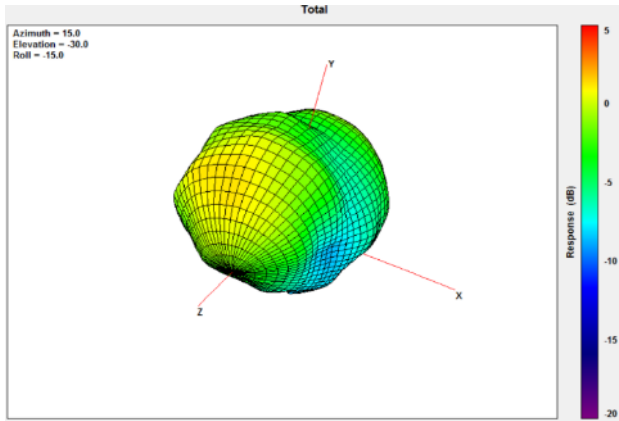 Total
Azimuth = 15.0
Elevation = -30.0
Roll = -15.0
Y
X
Z
Response (dB)
5
0
-5
-10
-15
-20